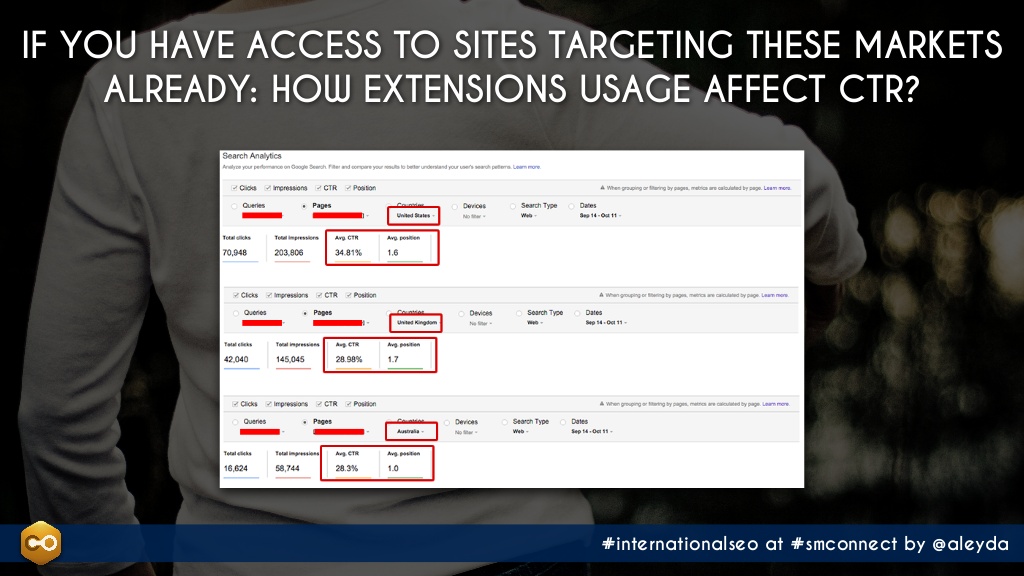 IF YOU HAVE ACCESS TO SITES TARGETING THESE MARKETS
ALREADY: HOW EXTENSIONS USAGE AFFECT CTR?
Search Analytics
Analyze your performance on Google Search. Filter and compare your results to better understand your user's search patterns. Learn more.
Clicks Impressions CTR Position When grouping or filtering by pages, metrics are calculated by page. Learn more.
Queries Pages Countries Devices Search Type Dates
United States No filter Web Sep 14 - Oct 11
Total clicks Total impressions Avg. CTR Avg. position
70,948 203,806 34.81% 1.6
Clicks Impressions CTR Position When grouping or filtering by pages, metrics are calculated by page. Learn more.
Queries Pages Countries Devices Search Type Dates
United Kingdom No filter Web Sep 14 - Oct 11
Total clicks Total impressions Avg. CTR Avg. position
42,040 145,045 28.98% 1.7
Clicks Impressions CTR Position When grouping or filtering by pages, metrics are calculated by page. Learn more.
Queries Pages Countries Devices Search Type Dates
Australia No filter Web Sep 14 - Oct 11
Total clicks Total impressions Avg. CTR Avg. position
16,624 58,744 28.3% 1.0
#internationalseo at #smconnect by @aleyda